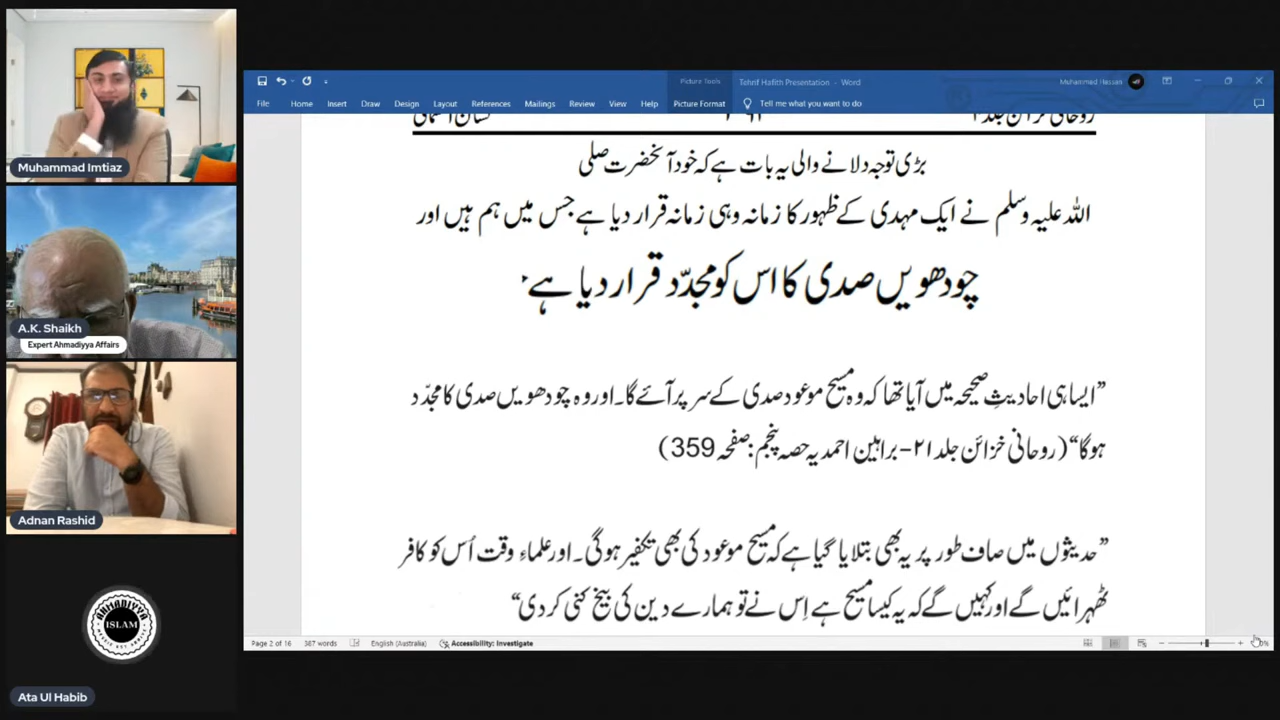 Muhammad Imtiaz
A.K. Shaikh
Expert Ahmadiyya Affairs
Adnan Rashid
ISLAM
Ata Ul Habib
Picture Tools
Tehnf Hafith Presentation - Word
Muhammad Hassan
File Home Insert Draw Design Layout References Mailings Review View Help Picture Format Tell me what you want to do
بڑی توجہ دلانے والی یہ بات ہے کہ خود آنحضرت صلی
اللہ علیہ وسلم نے ایک مہدی کے ظہور کا زمانہ وہی زمانہ قرار دیا ہے جس میں ہم ہیں اور
چودھویں صدی کا اس کو مجدّد قرار دیا ہے
”ایسا ہی احادیثِ صحیحہ میں آیا تھا کہ وہ مسیح موعود صدی کے سر پر آئے گا۔ اور وہ چودھویں صدی کا مجدّد
ہوگا“ (روحانی خزائن جلد ۲۱– براہین احمدیہ حصہ پنجم: صفحہ 359)
”حدیثوں میں صاف طور پر یہ بھی بتلایا گیا ہے کہ مسیح موعود کی بھی تکفیر ہوگی۔ اور علماءِ وقت اُس کو کافر
ٹھہرائیں گے اور کہیں گے کہ یہ کیسا مسیح ہے اِس نے تو ہمارے دین کی بیخ کنی کردی“
Page 2 of 16 387 words English (Australia) Accessibility: Investigate